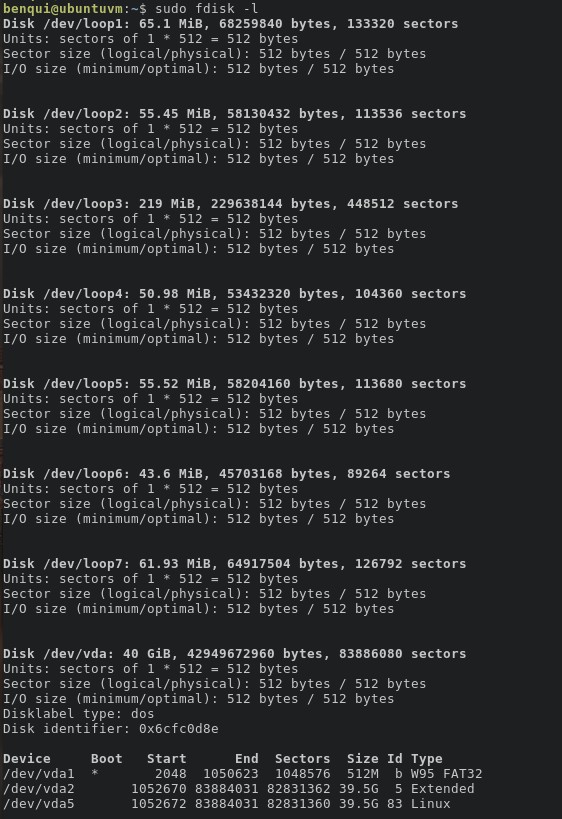 benqui@ubuntuvm:~$ sudo fdisk -l
Disk /dev/loop1: 65.1 MiB, 68259840 bytes, 133320 sectors
Units: sectors of 1 * 512 = 512 bytes
Sector size (logical/physical): 512 bytes / 512 bytes
I/O size (minimum/optimal): 512 bytes / 512 bytes
Disk /dev/loop2: 55.45 MiB, 58130432 bytes, 113536 sectors
Units: sectors of 1 * 512 = 512 bytes
Sector size (logical/physical): 512 bytes / 512 bytes
I/O size (minimum/optimal): 512 bytes / 512 bytes
Disk /dev/loop3: 219 MiB, 229638144 bytes, 448512 sectors
Units: sectors of 1 * 512 = 512 bytes
Sector size (logical/physical): 512 bytes / 512 bytes
I/O size (minimum/optimal): 512 bytes / 512 bytes
Disk /dev/loop4: 50.98 MiB, 53432320 bytes, 104360 sectors
Units: sectors of 1 * 512 = 512 bytes
Sector size (logical/physical): 512 bytes / 512 bytes
I/O size (minimum/optimal): 512 bytes / 512 bytes
Disk /dev/loop5: 55.52 MiB, 58204160 bytes, 113680 sectors
Units: sectors of 1 * 512 = 512 bytes
Sector size (logical/physical): 512 bytes / 512 bytes
I/O size (minimum/optimal): 512 bytes / 512 bytes
Disk /dev/loop6: 43.6 MiB, 45703168 bytes, 89264 sectors
Units: sectors of 1 * 512 = 512 bytes
Sector size (logical/physical): 512 bytes / 512 bytes
I/O size (minimum/optimal): 512 bytes / 512 bytes
Disk /dev/loop7: 61.93 MiB, 64917504 bytes, 126792 sectors
Units: sectors of 1 * 512 = 512 bytes
Sector size (logical/physical): 512 bytes / 512 bytes
I/O size (minimum/optimal): 512 bytes / 512 bytes
Disk /dev/vda: 40 GiB, 42949672960 bytes, 83886080 sectors
Units: sectors of 1 * 512 = 512 bytes
Sector size (logical/physical): 512 bytes / 512 bytes
I/O size (minimum/optimal): 512 bytes / 512 bytes
Disklabel type: dos
Disk identifier: 0x6cfc0d8e
Device     Boot   Start      End  Sectors  Size Id Type
/dev/vda1  *       2048  1050623  1048576  512M  b W95 FAT32
/dev/vda2       1052670 83884031 82831362 39.5G  5 Extended
/dev/vda5       1052672 83884031 82831360 39.5G 83 Linux